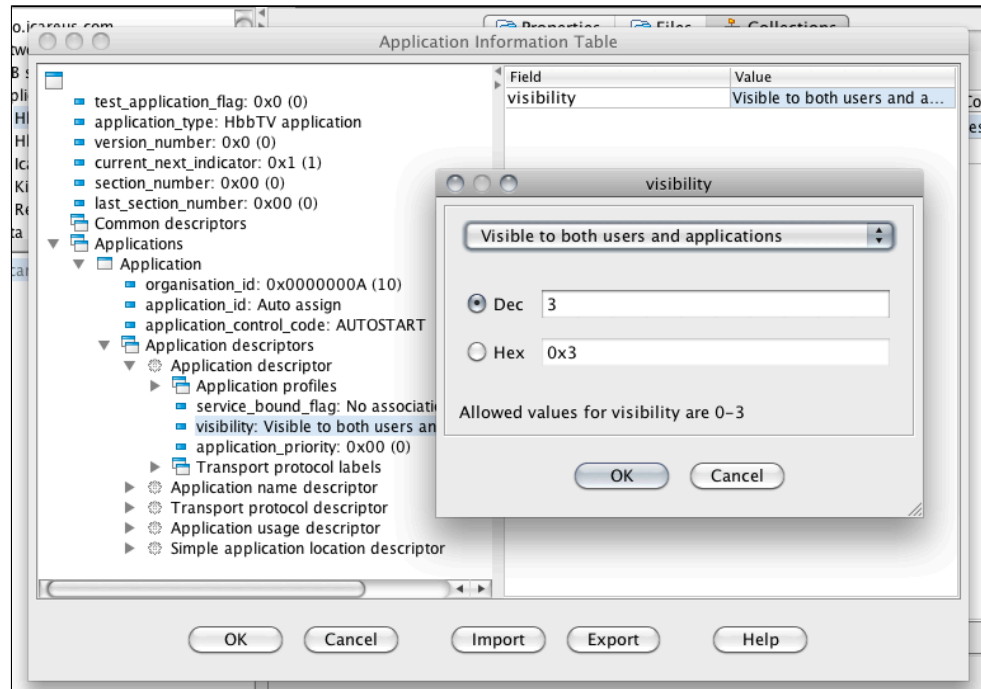 o.icareus.com
Properties Files Collections
Application Information Table
test_application_flag: 0x0 (0)
application_type: HbbTV application
version_number: 0x0 (0)
current_next_indicator: 0x1 (1)
section_number: 0x00 (0)
last_section_number: 0x00 (0)
Common descriptors
Applications
Application
organisation_id: 0x0000000A (10)
application_id: Auto assign
application_control_code: AUTOSTART
Application descriptors
Application descriptor
Application profiles
service_bound_flag: No associati
visibility: Visible to both users an
application_priority: 0x00 (0)
Transport protocol labels
Application name descriptor
Transport protocol descriptor
Application usage descriptor
Simple application location descriptor
Field Value
visibility Visible to both users and a...
visibility
Visible to both users and applications
Dec 3
Hex 0x3
Allowed values for visibility are 0-3
OK Cancel
OK Cancel Import Export Help